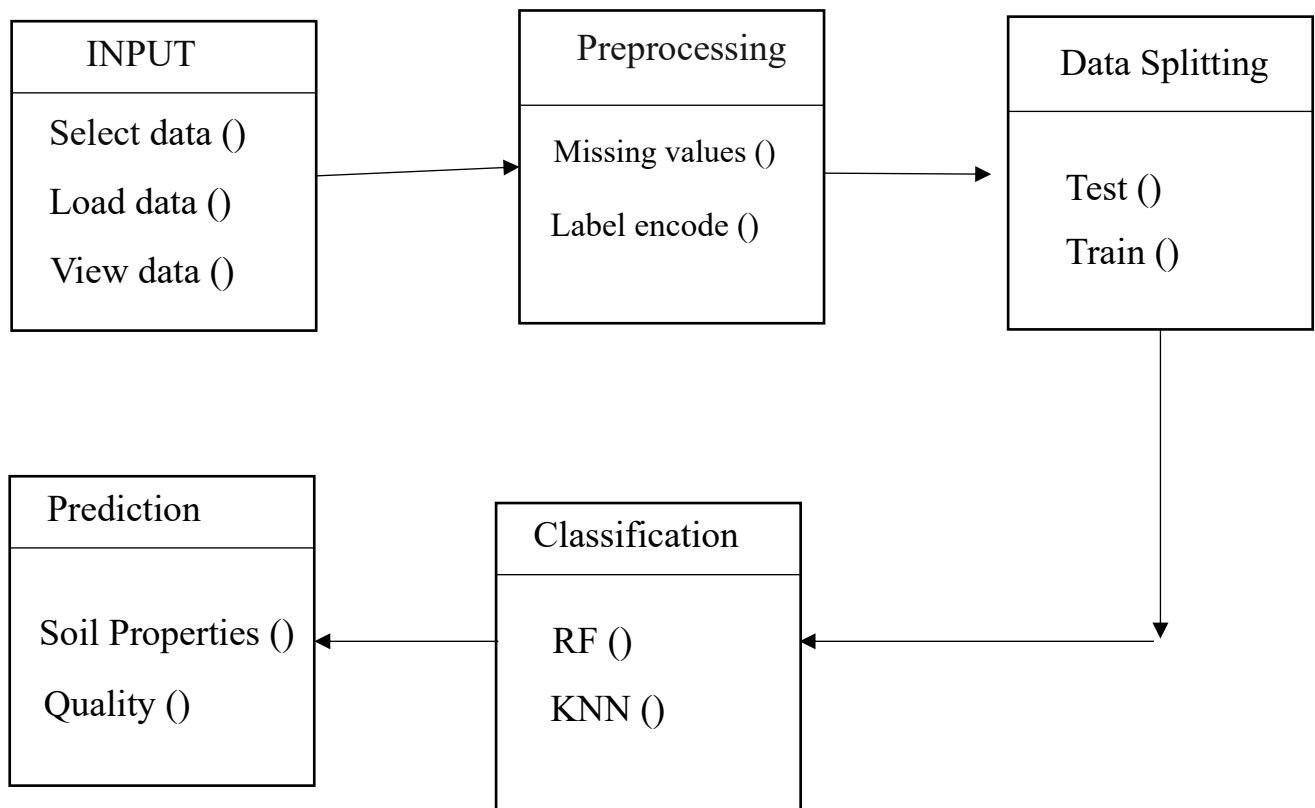 INPUT
Select data ()
Load data ()
View data ()
Preprocessing
Missing values ()
Label encode ()
Data Splitting
Test ()
Train ()
Prediction
Soil Properties ()
Quality ()
Classification
RF ()
KNN ()